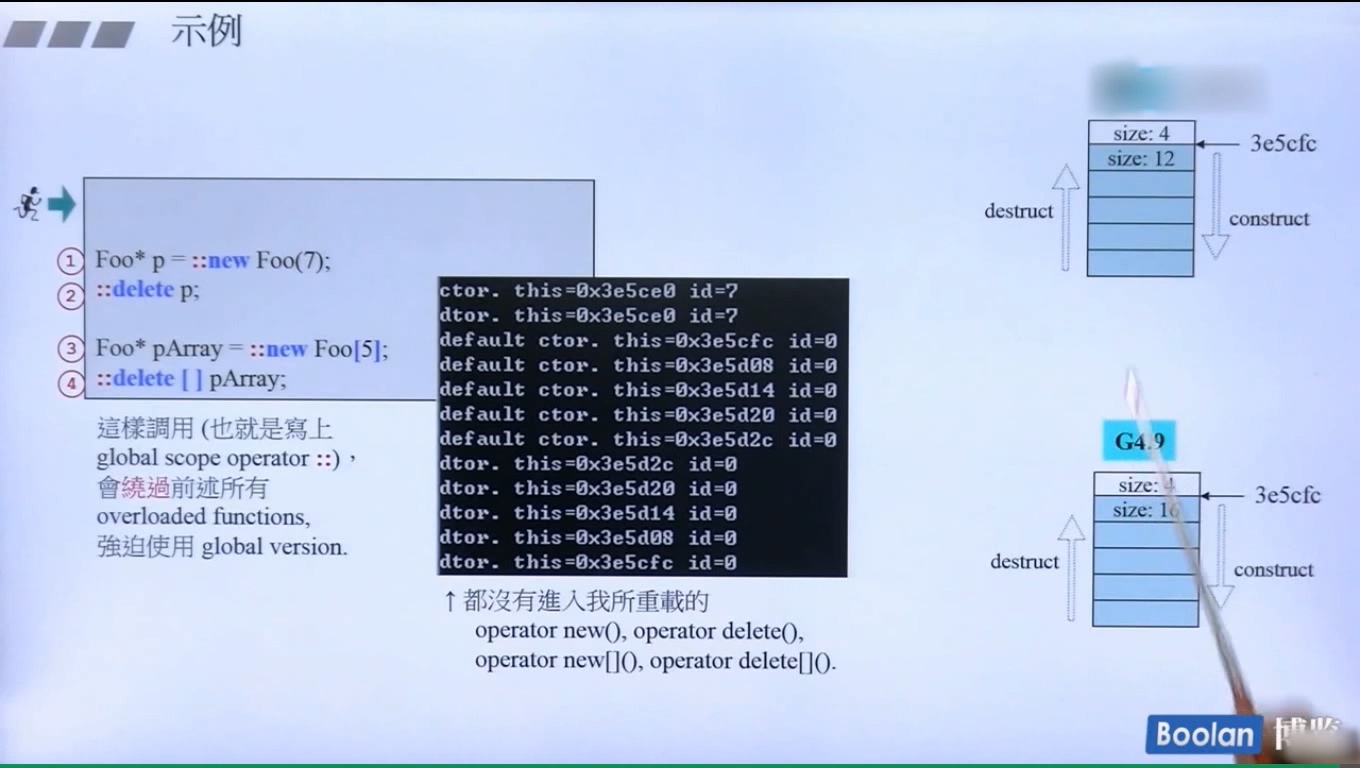 示例
① Foo* p = ::new Foo(7);
② ::delete p;
③ Foo* pArray = ::new Foo[5];
④ ::delete [ ] pArray;
這樣調用 (也就是寫上
global scope operator ::)，
會繞過前述所有
overloaded functions,
強迫使用 global version.
ctor. this=0x3e5ce0 id=7
dtor. this=0x3e5ce0 id=7
default ctor. this=0x3e5cfc id=0
default ctor. this=0x3e5d08 id=0
default ctor. this=0x3e5d14 id=0
default ctor. this=0x3e5d20 id=0
default ctor. this=0x3e5d2c id=0
dtor. this=0x3e5d2c id=0
dtor. this=0x3e5d20 id=0
dtor. this=0x3e5d14 id=0
dtor. this=0x3e5d08 id=0
dtor. this=0x3e5cfc id=0
↑都沒有進入我所重載的
operator new(), operator delete(),
operator new[](), operator delete[]().
size: 4
3e5cfc
size: 12
destruct
construct
G4.9
size: 4
3e5cfc
size: 16
destruct
construct
Boolan